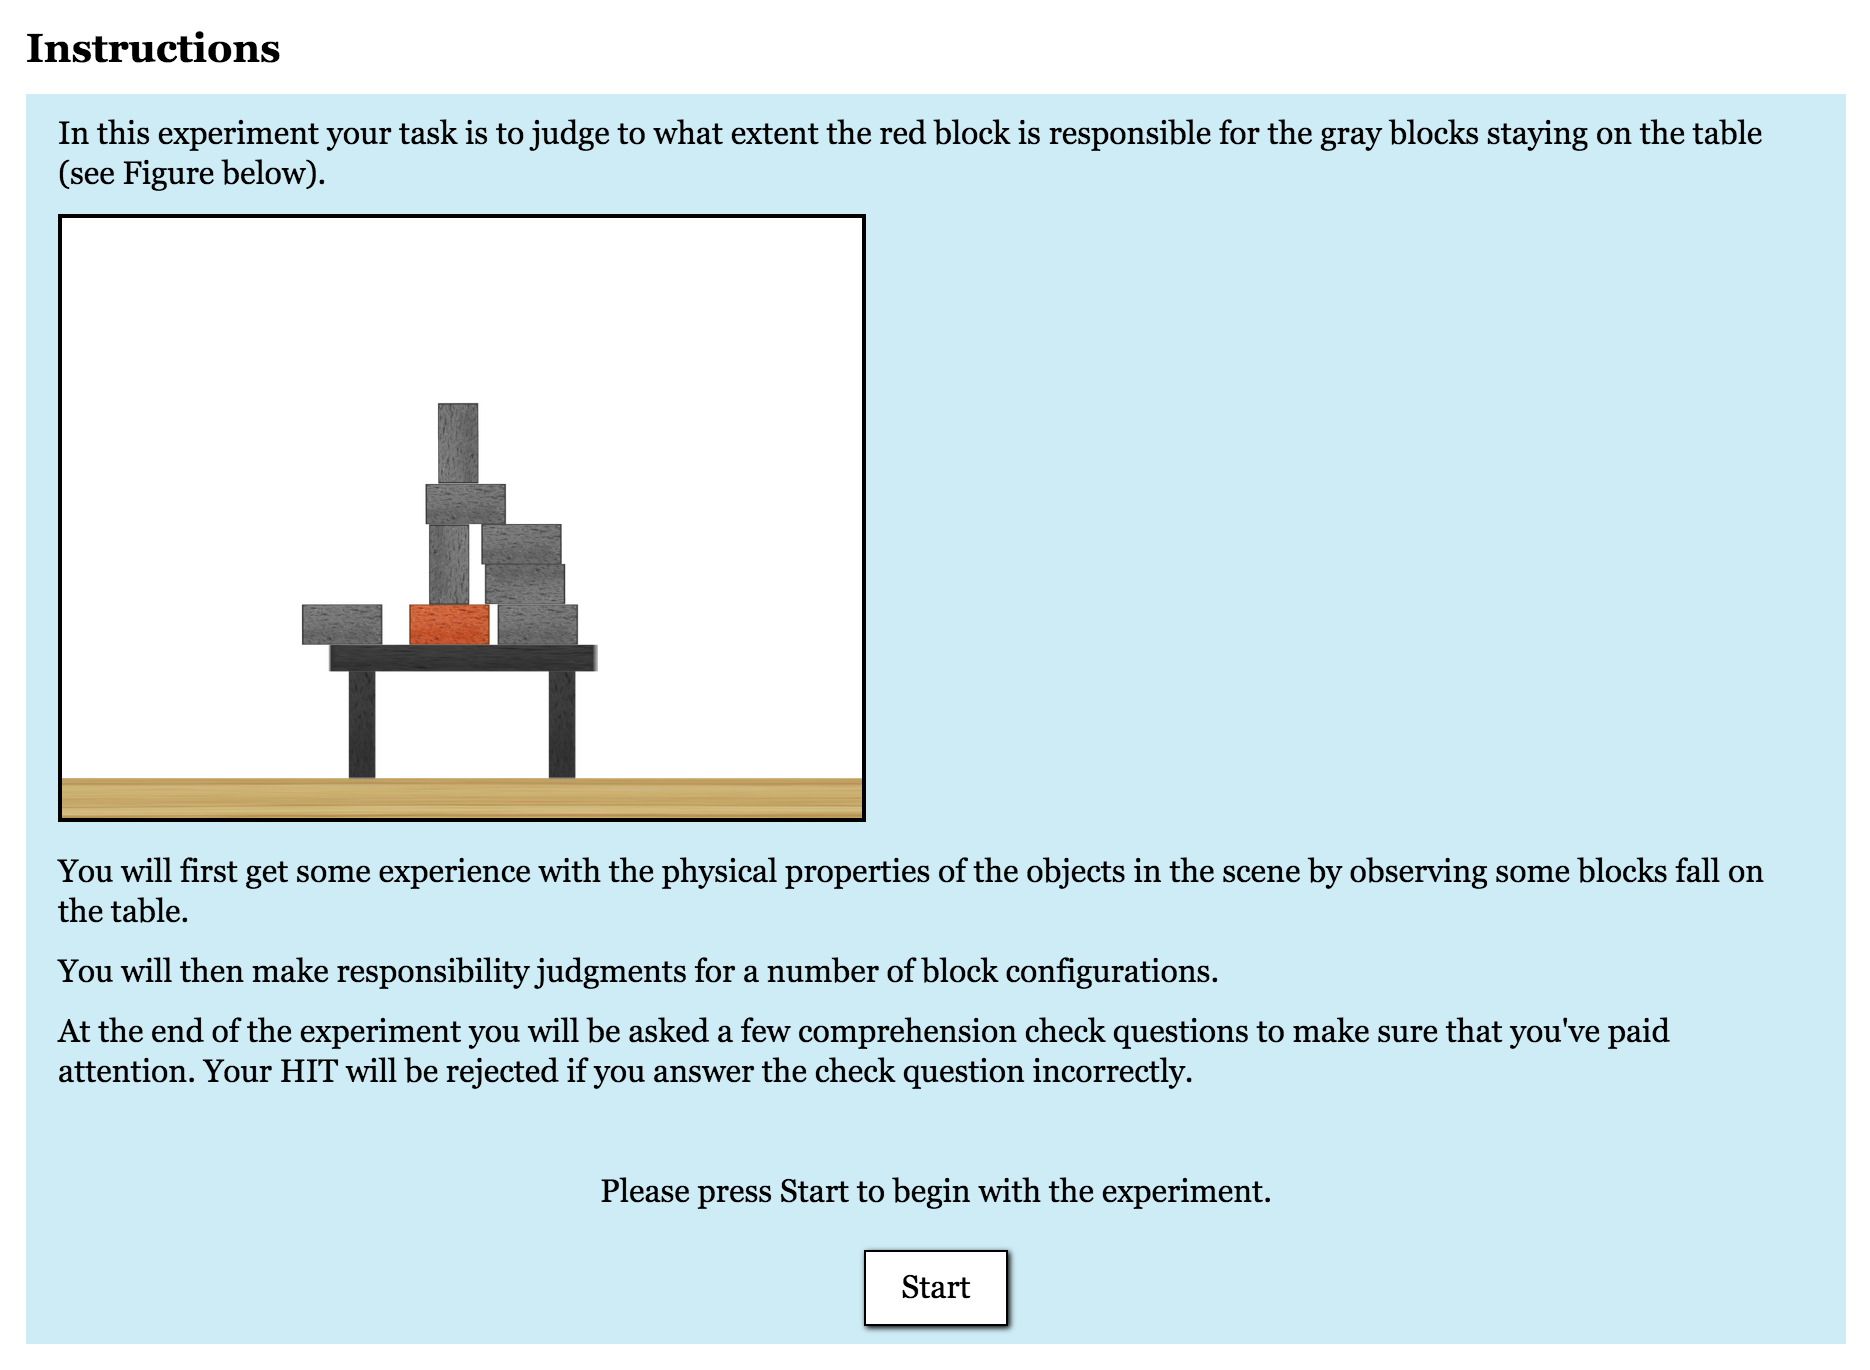 Instructions
In this experiment your task is to judge to what extent the red block is responsible for the gray blocks staying on the table
(see Figure below).
You will first get some experience with the physical properties of the objects in the scene by observing some blocks fall on
the table.
You will then make responsibility judgments for a number of block configurations.
At the end of the experiment you will be asked a few comprehension check questions to make sure that you've paid
attention. Your HIT will be rejected if you answer the check question incorrectly.
Please press Start to begin with the experiment.
Start